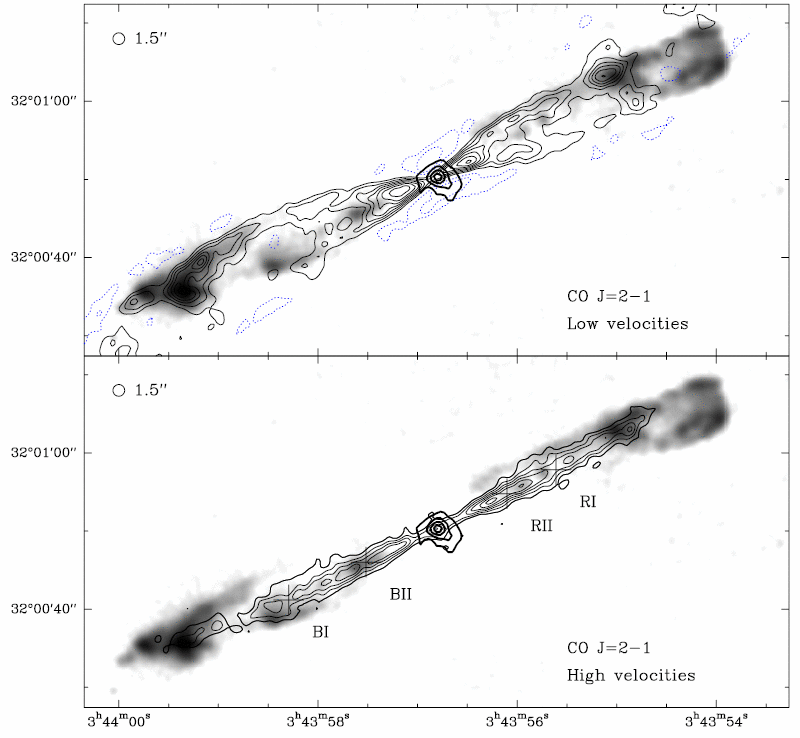 1.5″
32°01′00″
32°00′40″
CO J=2−1
Low velocities
1.5″
32°01′00″
RI
RII
BII
32°00′40″
BI
CO J=2−1
High velocities
3ʰ44ᵐ00ˢ 3ʰ43ᵐ58ˢ 3ʰ43ᵐ56ˢ 3ʰ43ᵐ54ˢ